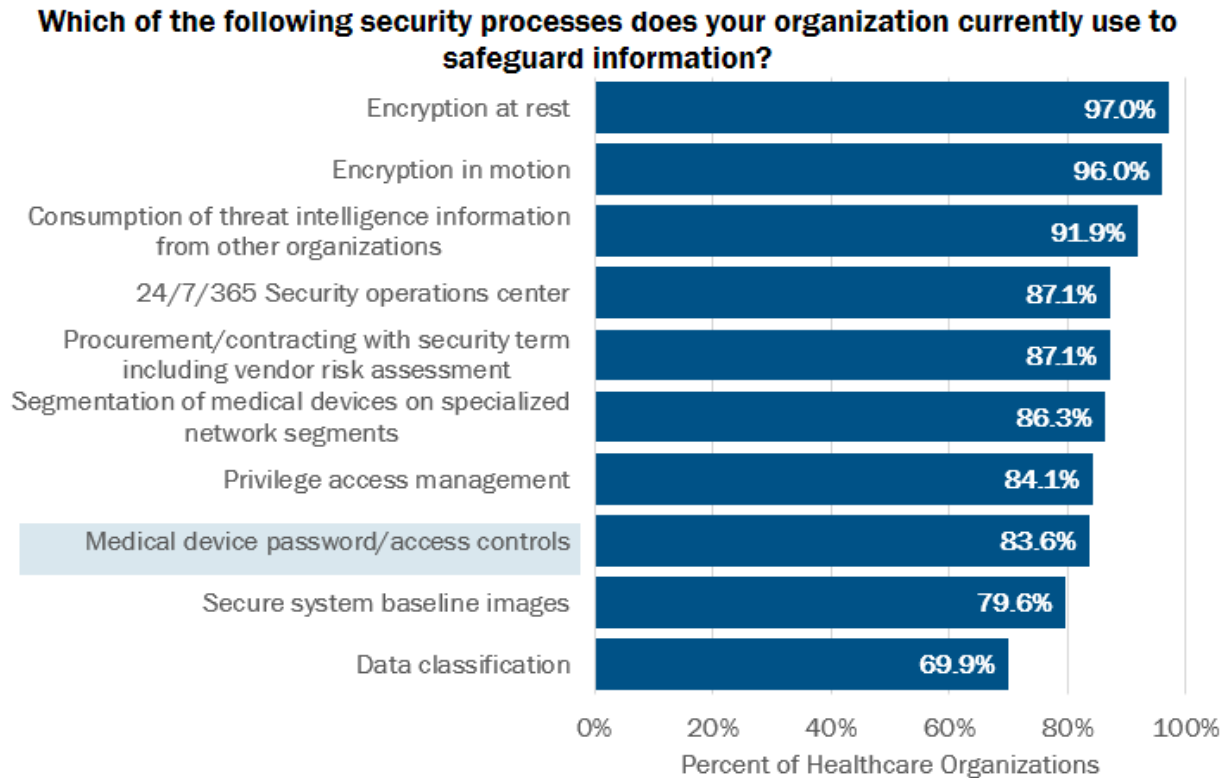 Which of the following security processes does your organization currently use to
safeguard information?
Encryption at rest
97.0%
Encryption in motion
96.0%
Consumption of threat intelligence information
from other organizations
91.9%
24/7/365 Security operations center
87.1%
Procurement/contracting with security term
including vendor risk assessment
87.1%
Segmentation of medical devices on specialized
network segments
86.3%
Privilege access management
84.1%
Medical device password/access controls
83.6%
Secure system baseline images
79.6%
Data classification
69.9%
0% 20% 40% 60% 80% 100%
Percent of Healthcare Organizations